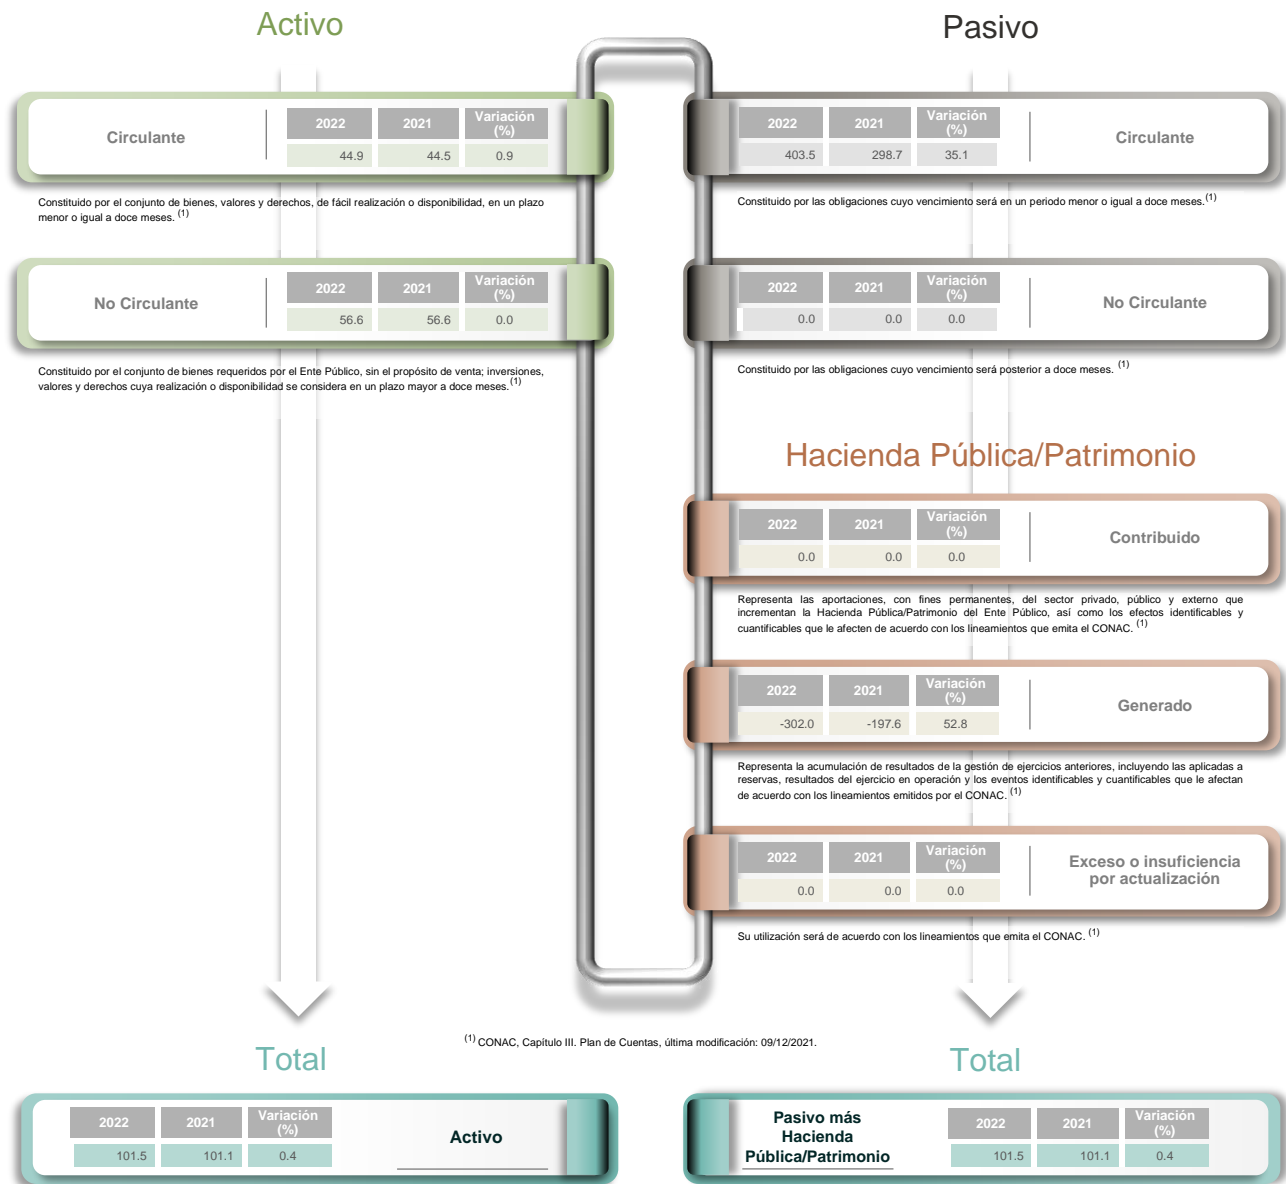 Activo
Circulante
2022 2021 Variación (%)
44.9 44.5 0.9
Constituido por el conjunto de bienes, valores y derechos, de fácil realización o disponibilidad, en un plazo
menor o igual a doce meses. (1)
No Circulante
2022 2021 Variación (%)
56.6 56.6 0.0
Constituido por el conjunto de bienes requeridos por el Ente Público, sin el propósito de venta; inversiones,
valores y derechos cuya realización o disponibilidad se considera en un plazo mayor a doce meses. (1)
Pasivo
2022 2021 Variación (%)
403.5 298.7 35.1
Circulante
Constituido por las obligaciones cuyo vencimiento será en un periodo menor o igual a doce meses. (1)
2022 2021 Variación (%)
0.0 0.0 0.0
No Circulante
Constituido por las obligaciones cuyo vencimiento será posterior a doce meses. (1)
Hacienda Pública/Patrimonio
2022 2021 Variación (%)
0.0 0.0 0.0
Contribuido
Representa las aportaciones, con fines permanentes, del sector privado, público y externo que
incrementan la Hacienda Pública/Patrimonio del Ente Público, así como los efectos identificables y
cuantificables que le afecten de acuerdo con los lineamientos que emita el CONAC. (1)
2022 2021 Variación (%)
-302.0 -197.6 52.8
Generado
Representa la acumulación de resultados de la gestión de ejercicios anteriores, incluyendo las aplicadas a
reservas, resultados del ejercicio en operación y los eventos identificables y cuantificables que le afectan
de acuerdo con los lineamientos emitidos por el CONAC. (1)
2022 2021 Variación (%)
0.0 0.0 0.0
Exceso o insuficiencia
por actualización
Su utilización será de acuerdo con los lineamientos que emita el CONAC. (1)
(1) CONAC, Capítulo III. Plan de Cuentas, última modificación: 09/12/2021.
Total
2022 2021 Variación (%)
101.5 101.1 0.4
Activo
Total
Pasivo más
Hacienda
Pública/Patrimonio
2022 2021 Variación (%)
101.5 101.1 0.4